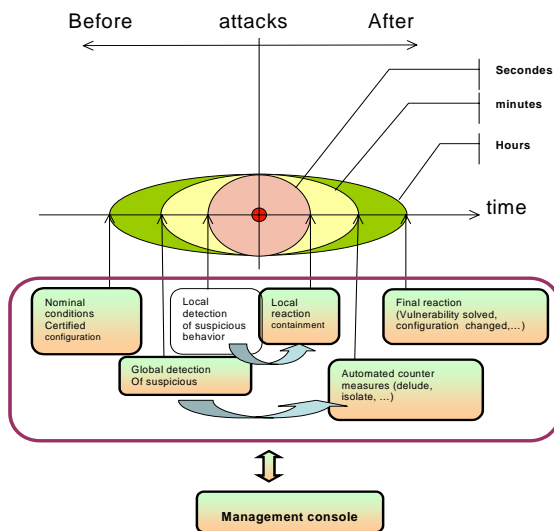 Before
attacks
After
Secondes
minutes
Hours
time
Nominal
conditions
Certified
configuration
Local
detection
of suspicious
behavior
Local
reaction
containment
Final reaction
(Vulnerability solved,
configuration changed,...)
Global detection
Of suspicious
Automated counter
measures (delude,
isolate, ...)
Management console